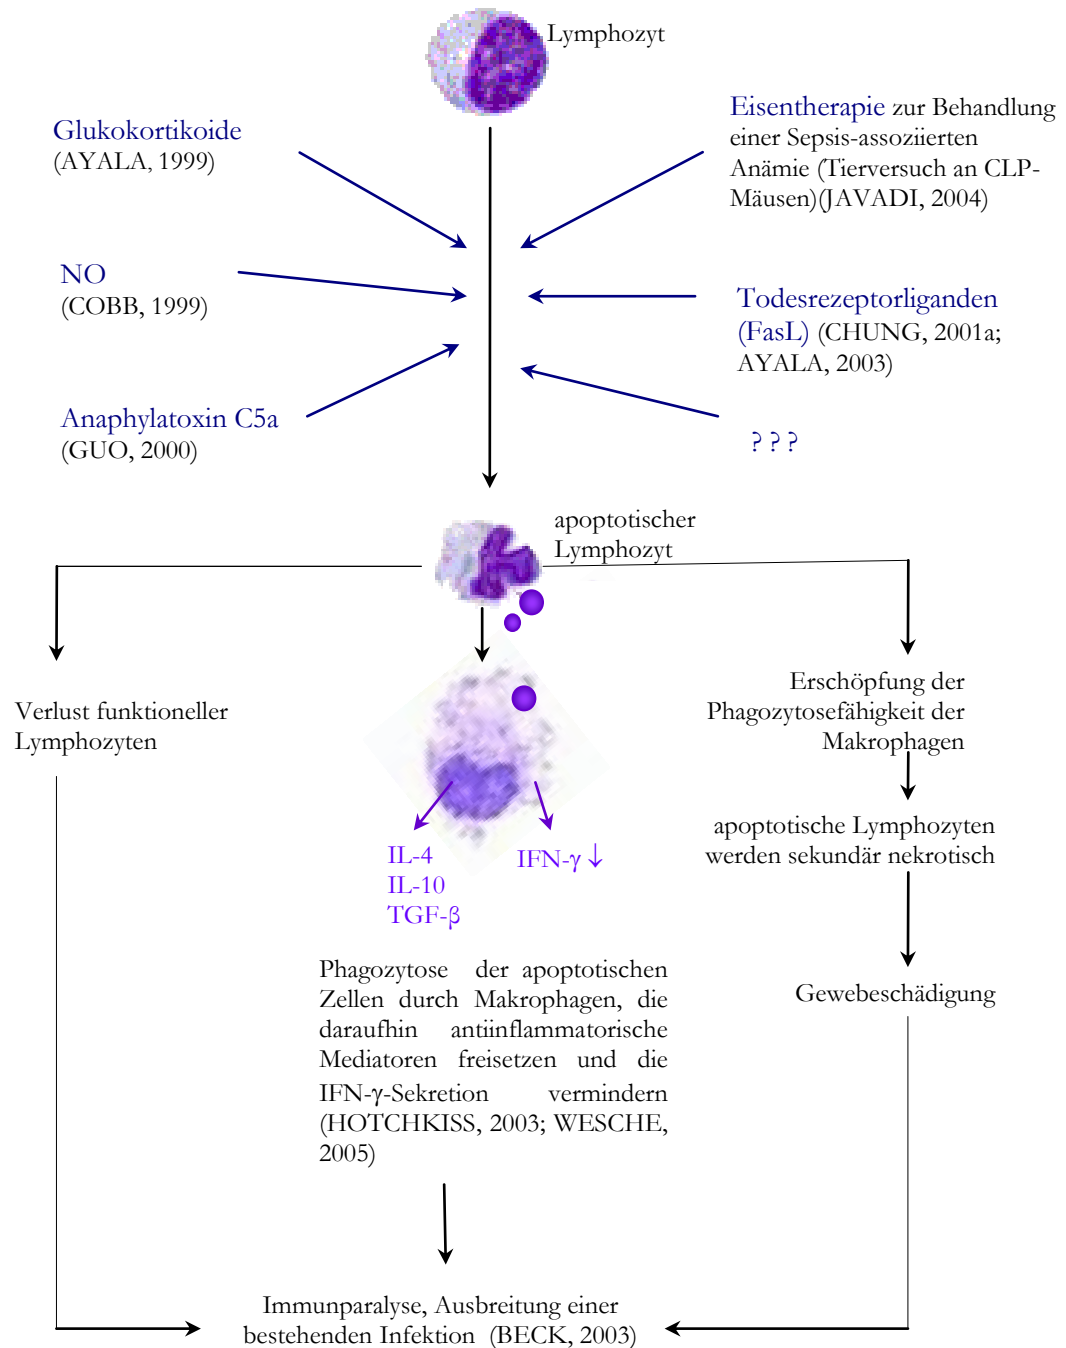 Lymphozyt
Glukokortikoide
(AYALA, 1999)
Eisentherapie zur Behandlung
einer Sepsis-assoziierten
Anämie (Tierversuch an CLP-
Mäusen)(JAVADI, 2004)
NO
(COBB, 1999)
Todesrezeptorliganden
(FasL) (CHUNG, 2001a;
AYALA, 2003)
Anaphylatoxin C5a
(GUO, 2000)
? ? ?
apoptotischer
Lymphozyt
Verlust funktioneller
Lymphozyten
Erschöpfung der
Phagozytosefähigkeit der
Makrophagen
apoptotische Lymphozyten
werden sekundär nekrotisch
Gewebeschädigung
IL-4
IL-10
TGF-β
IFN-γ ↓
Phagozytose der apoptotischen
Zellen durch Makrophagen, die
daraufhin antiinflammatorische
Mediatoren freisetzen und die
IFN-γ-Sekretion vermindern
(HOTCHKISS, 2003; WESCHE,
2005)
Immunparalyse, Ausbreitung einer
bestehenden Infektion (BECK, 2003)